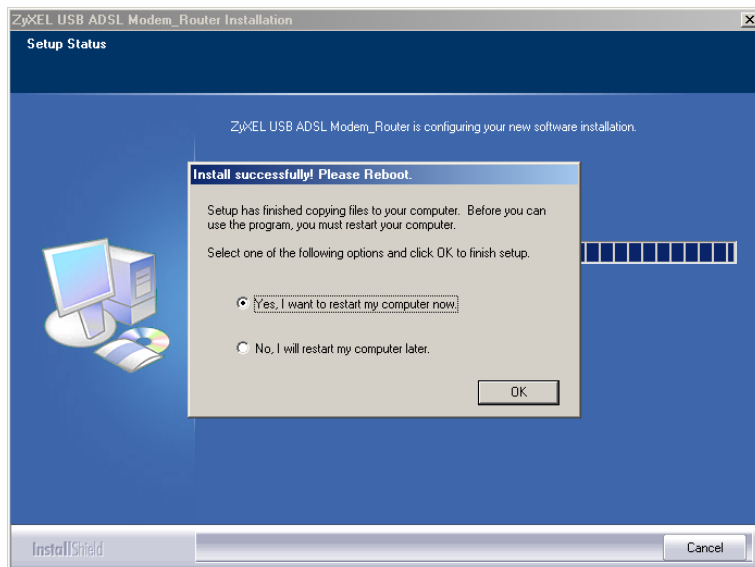 ZyXEL USB ADSL Modem_Router Installation
Setup Status
ZyXEL USB ADSL Modem_Router is configuring your new software installation.
Install successfully! Please Reboot.
Setup has finished copying files to your computer.  Before you can
use the program, you must restart your computer.
Select one of the following options and click OK to finish setup.
Yes, I want to restart my computer now.
No, I will restart my computer later.
OK
InstallShield
Cancel